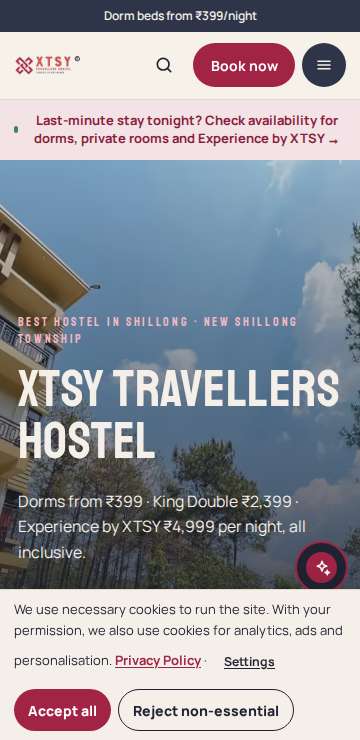 Dorm beds from ₹399/night
XTSY
Book now
Last-minute stay tonight? Check availability for
dorms, private rooms and Experience by XTSY →
BEST HOSTEL IN SHILLONG · NEW SHILLONG
TOWNSHIP
XTSY TRAVELLERS
HOSTEL
Dorms from ₹399 · King Double ₹2,399 ·
Experience by XTSY ₹4,999 per night, all
inclusive.
We use necessary cookies to run the site. With your
permission, we also use cookies for analytics, ads and
personalisation. Privacy Policy · Settings
Accept all
Reject non-essential